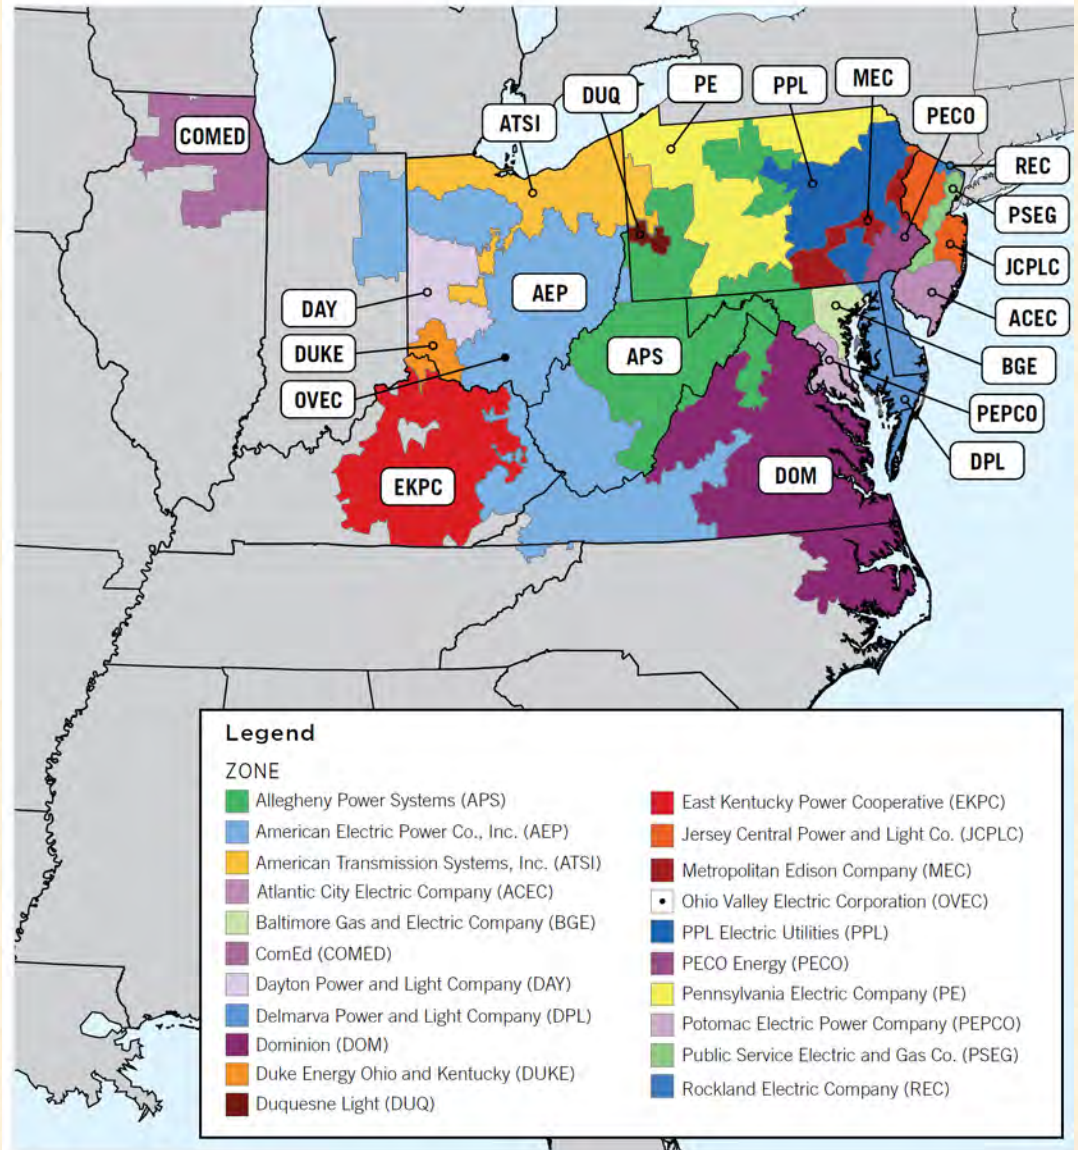 COMED
ATSI
DUQ
PE
PPL
MEC
PECO
REC
PSEG
JCPLC
ACEC
BGE
PEPCO
DPL
DAY
DUKE
OVEC
AEP
APS
EKPC
DOM
Legend
ZONE
Allegheny Power Systems (APS)
American Electric Power Co., Inc. (AEP)
American Transmission Systems, Inc. (ATSI)
Atlantic City Electric Company (ACEC)
Baltimore Gas and Electric Company (BGE)
ComEd (COMED)
Dayton Power and Light Company (DAY)
Delmarva Power and Light Company (DPL)
Dominion (DOM)
Duke Energy Ohio and Kentucky (DUKE)
Duquesne Light (DUQ)
East Kentucky Power Cooperative (EKPC)
Jersey Central Power and Light Co. (JCPLC)
Metropolitan Edison Company (MEC)
Ohio Valley Electric Corporation (OVEC)
PPL Electric Utilities (PPL)
PECO Energy (PECO)
Pennsylvania Electric Company (PE)
Potomac Electric Power Company (PEPCO)
Public Service Electric and Gas Co. (PSEG)
Rockland Electric Company (REC)